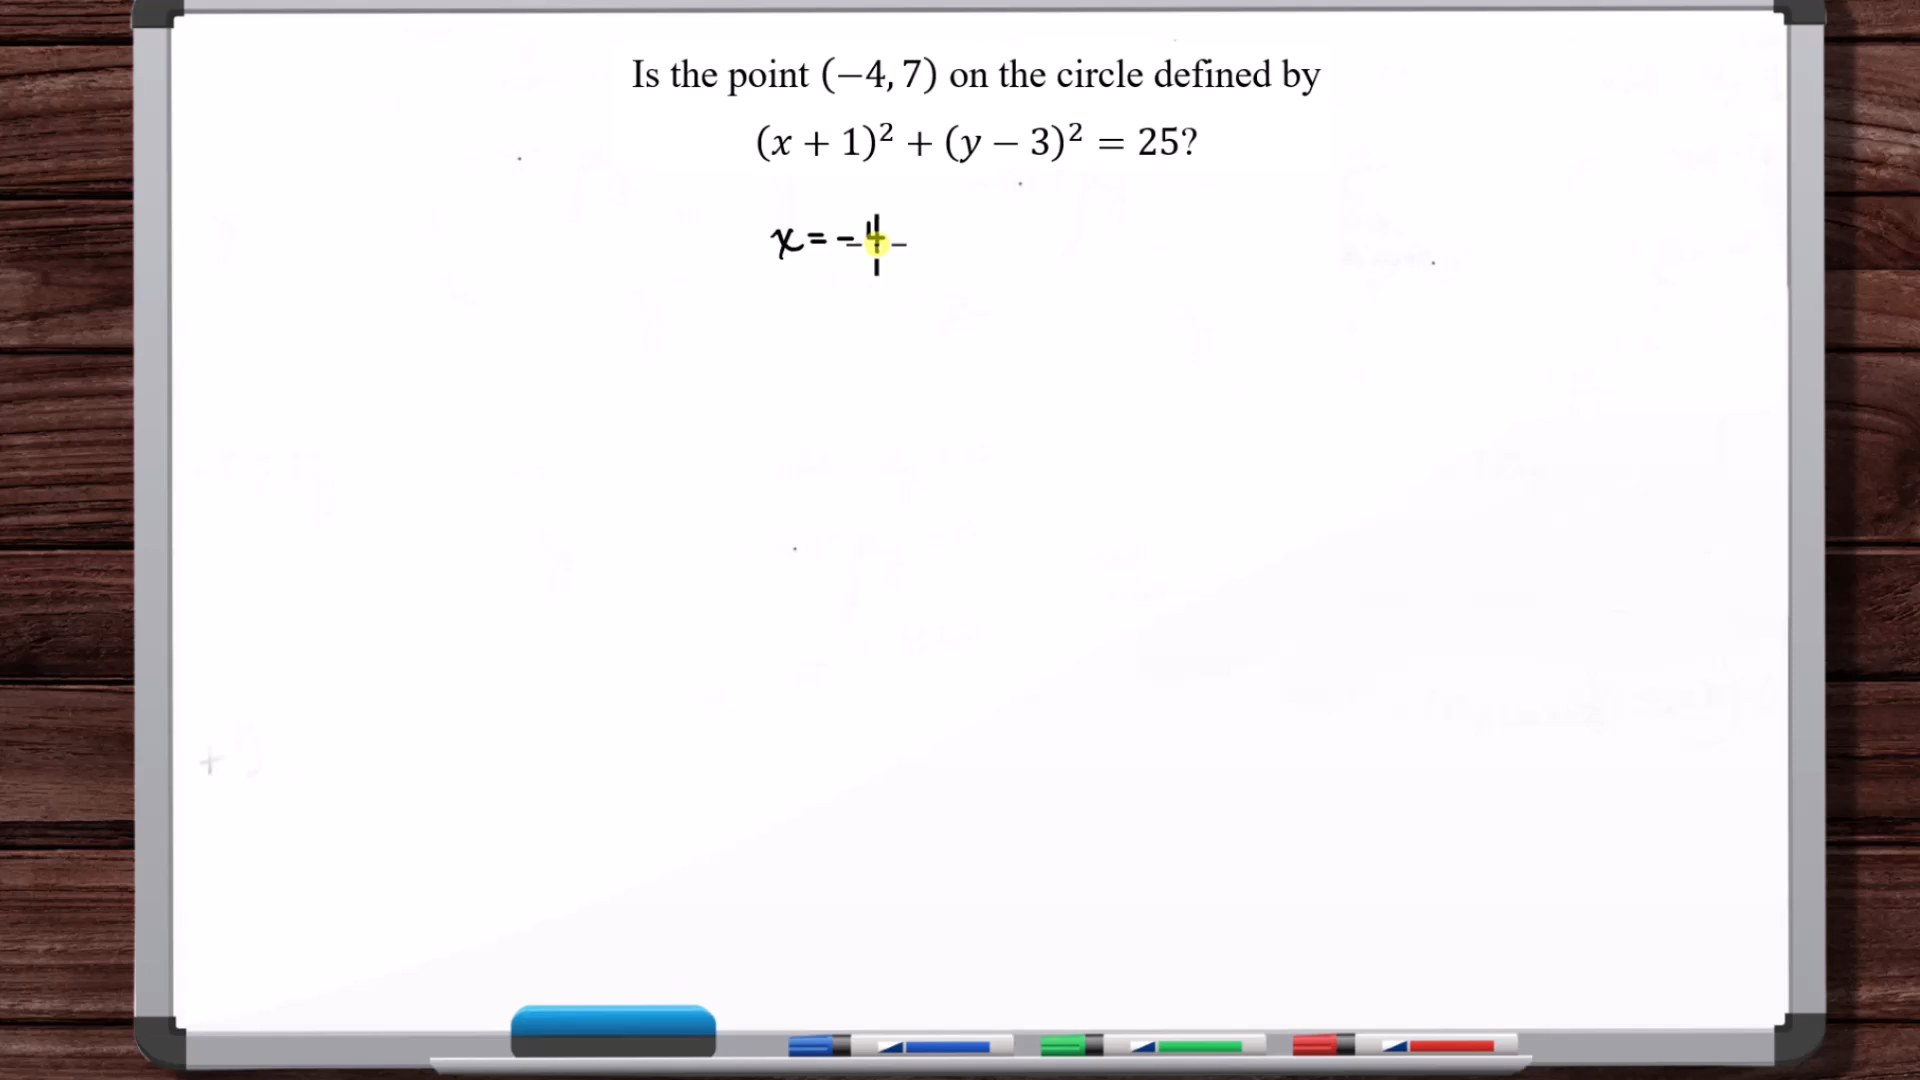 Is the point (−4, 7) on the circle defined by
(x + 1)² + (y − 3)² = 25?
x = -4